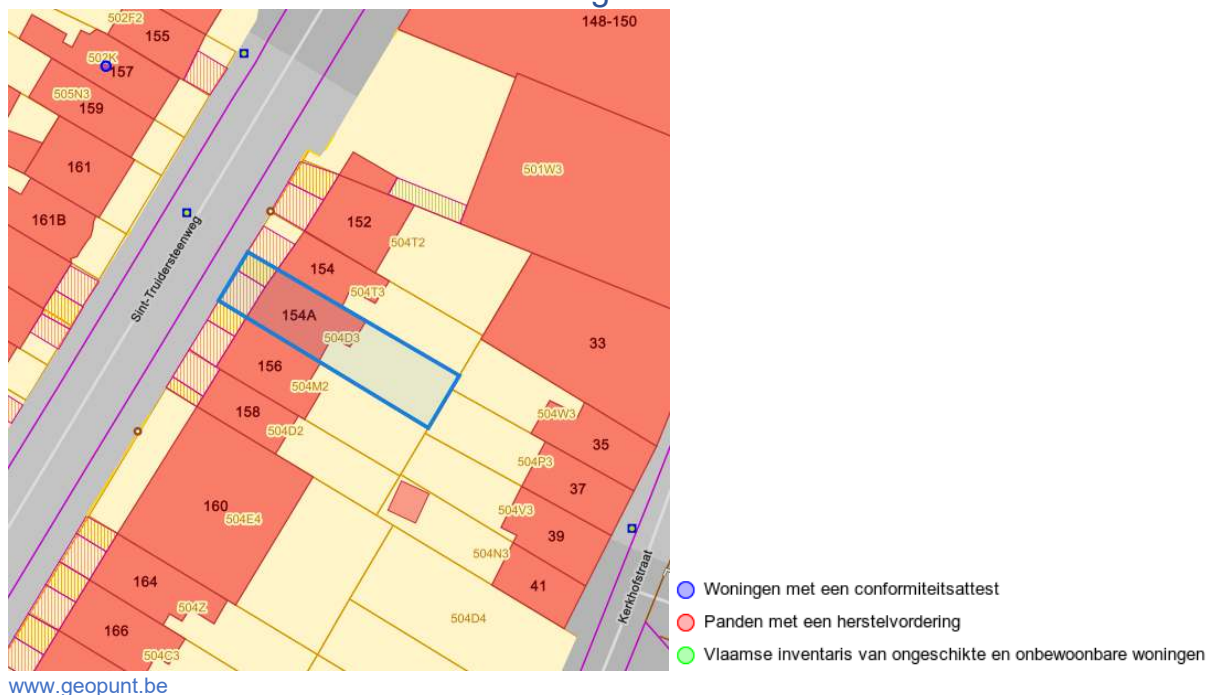 502F2
148-150
155
502K
157
505N3
159
161
501W3
161B
152
504T2
Sint-Truidersteenweg
154
504T3
154A
504D3
33
156
504M2
504W3
158
504D2
35
504P3
37
160
504E4
504V3
39
504N3
41
164
504Z
504D4
Kerkhofstraat
166
504C3
Woningen met een conformiteitsattest
Panden met een herstelvordering
Vlaamse inventaris van ongeschikte en onbewoonbare woningen
www.geopunt.be